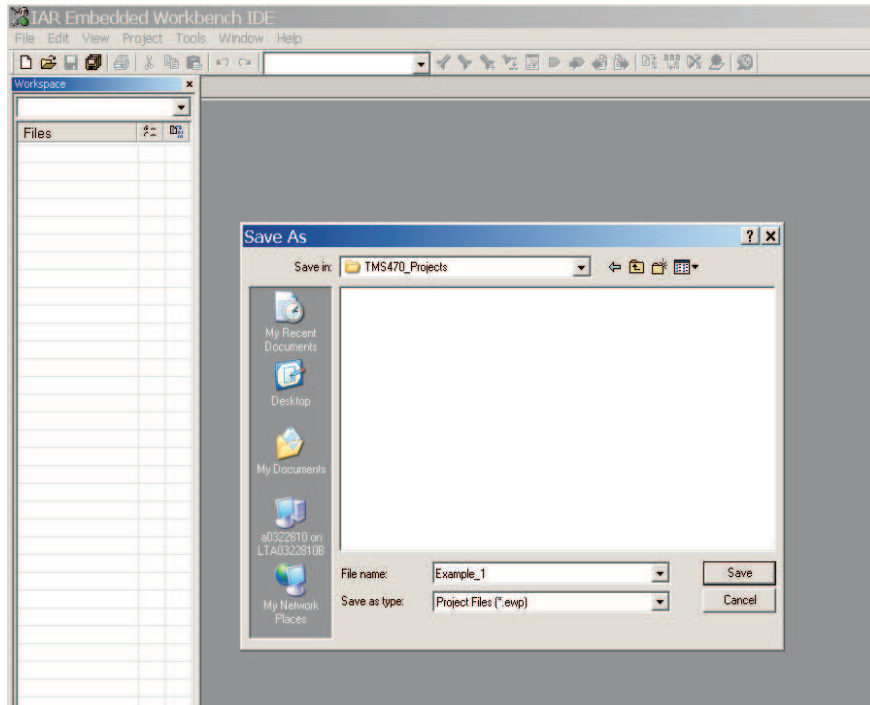 IAR Embedded Workbench IDE
File Edit View Project Tools Window Help
Workspace
Files
Save As
Save in:
TMS470_Projects
My Recent
Documents
Desktop
My Documents
a0322610 on
LTA0322810B
My Network
Places
File name:
Example_1
Save
Save as type:
Project Files (*.ewp)
Cancel